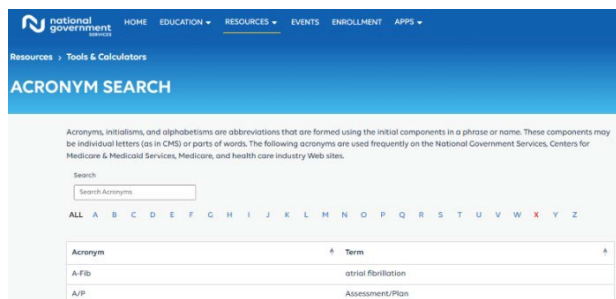 national government SERVICES
HOME EDUCATION RESOURCES EVENTS ENROLLMENT APPS
Resources > Tools & Calculators
ACRONYM SEARCH
Acronyms, initialisms, and alphabetisms are abbreviations that are formed using the initial components in a phrase or name. These components may
be individual letters (as in CMS) or parts of words. The following acronyms are used frequently on the National Government Services, Centers for
Medicare & Medicaid Services, Medicare, and health care industry Web sites.
Search
Search Acronyms
ALL A B C D E F G H I J K L M N O P Q R S T U V W X Y Z
Acronym Term
A-Fib atrial fibrillation
A/P Assessment/Plan